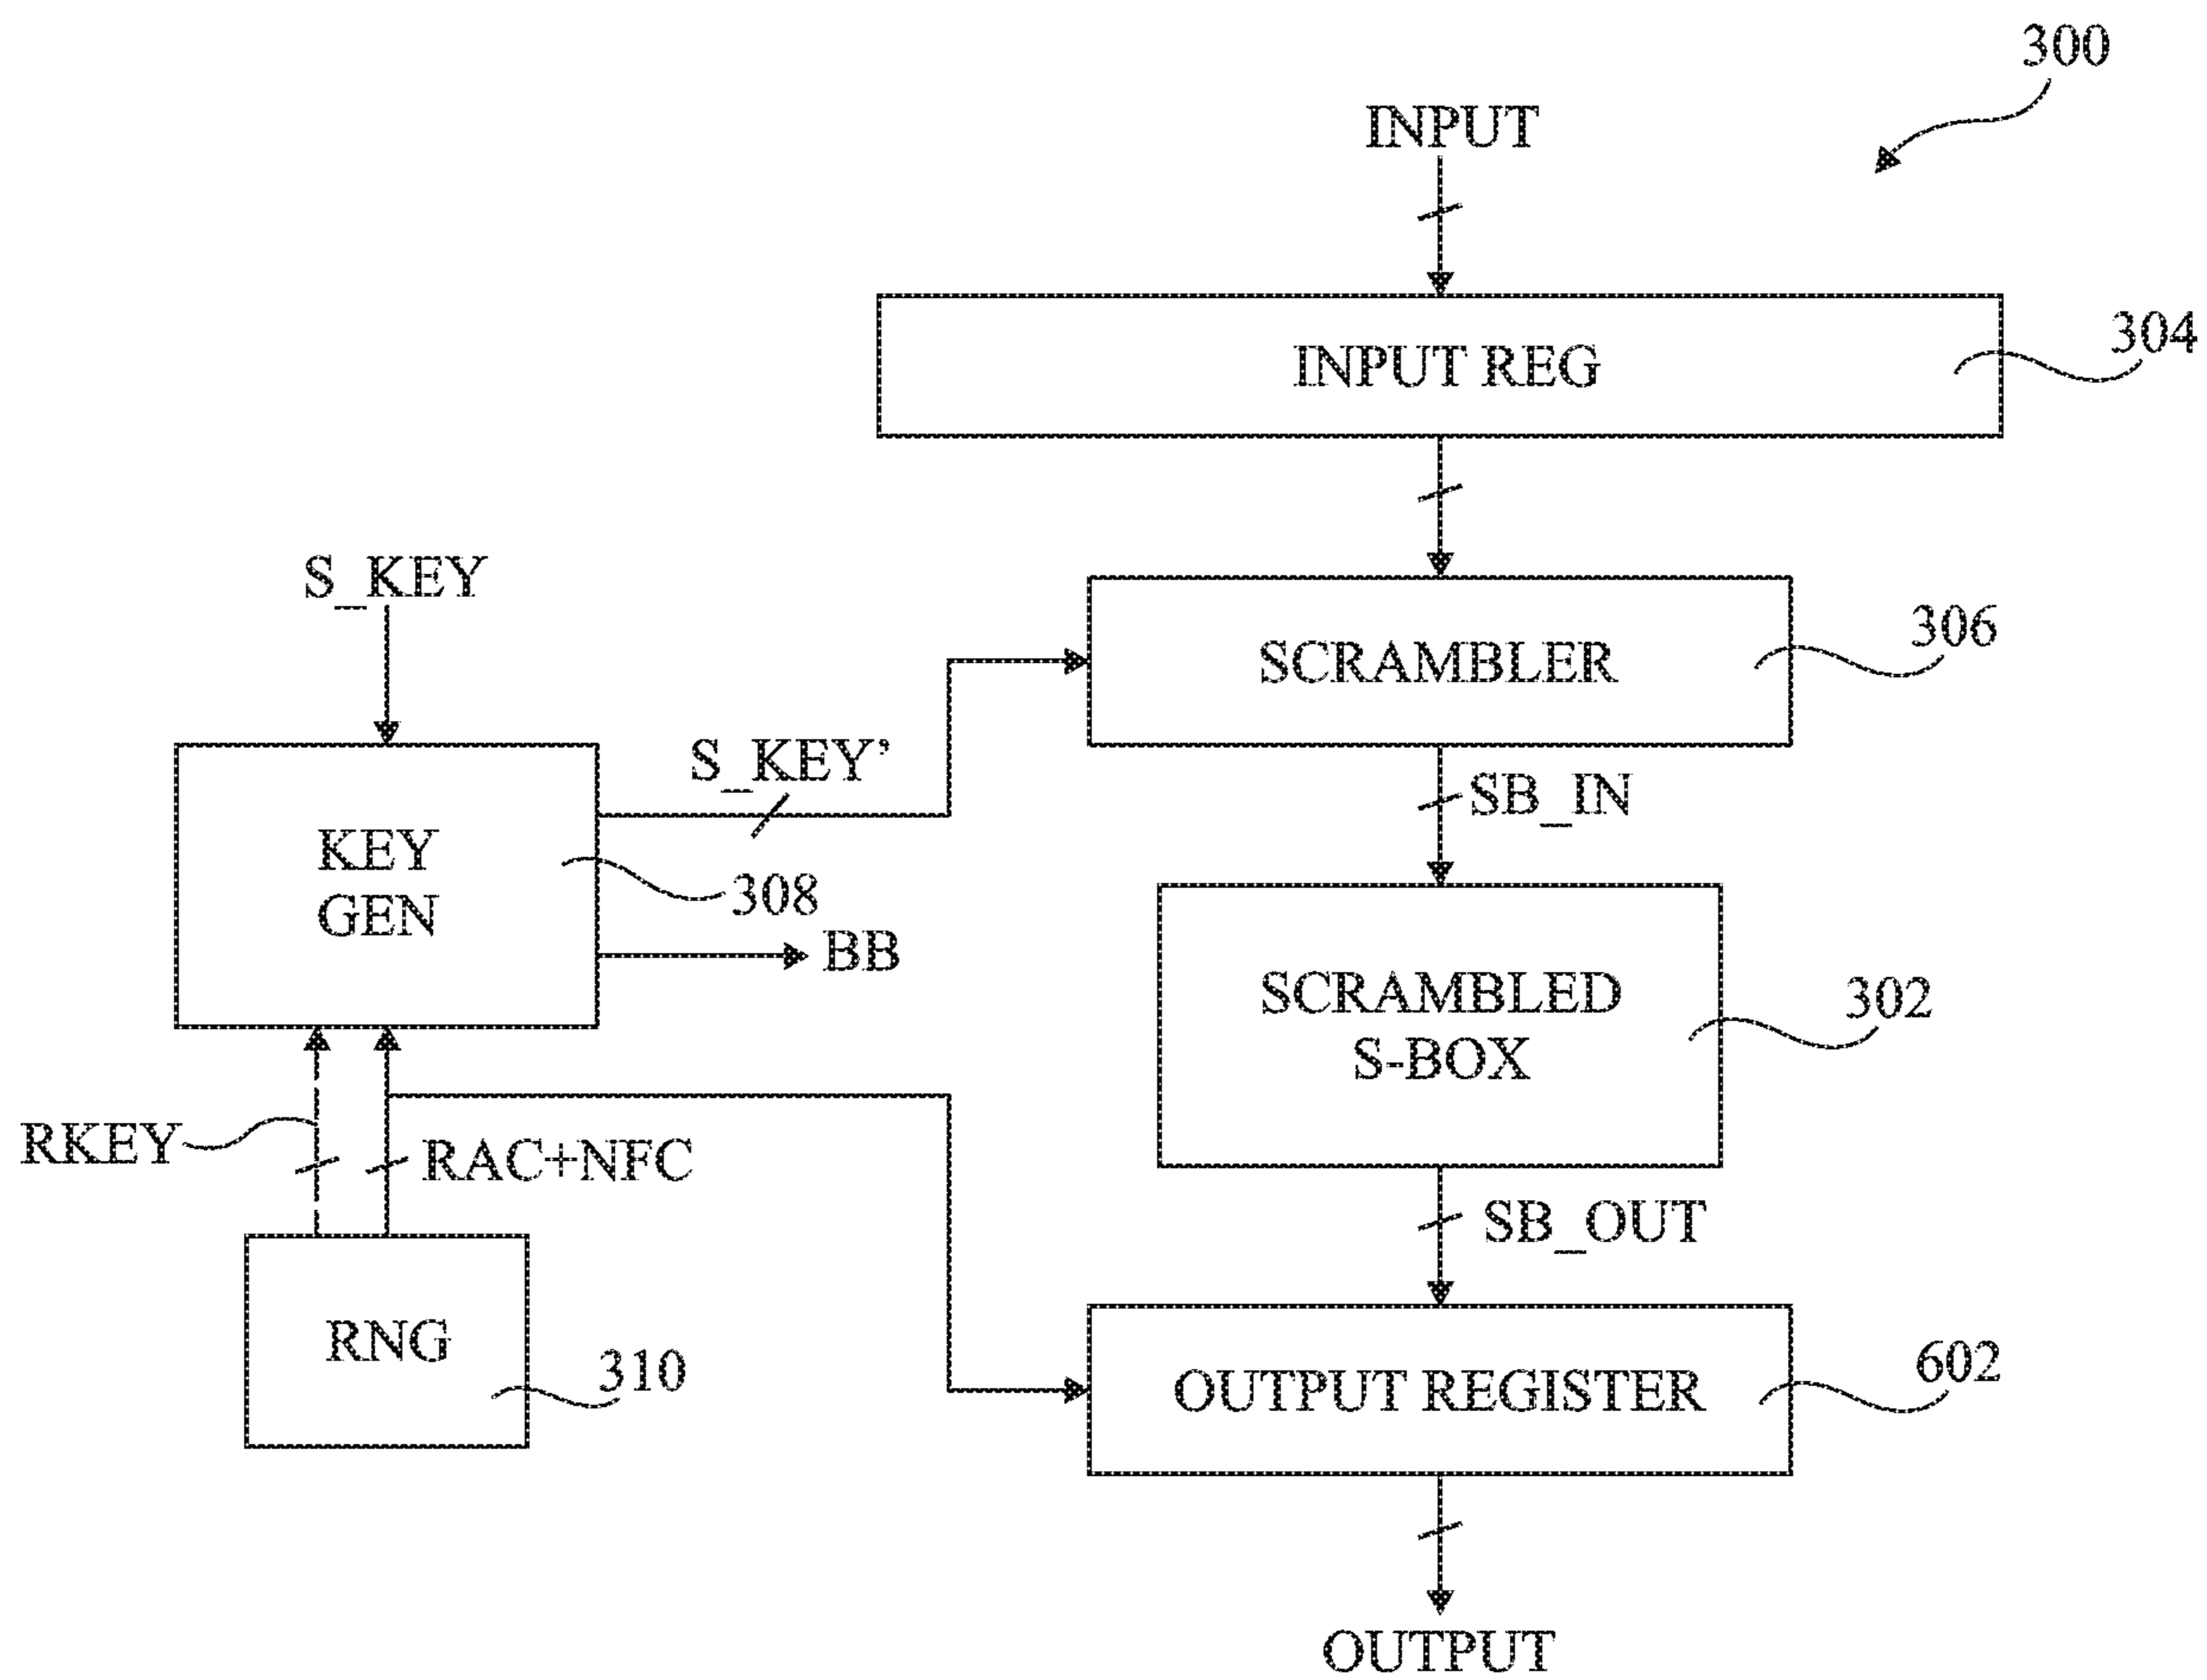 300
INPUT
INPUT REG
304
S_KEY
SCRAMBLER
306
S_KEY’
SB_IN
KEY
GEN
308
BB
SCRAMBLED
S-BOX
302
RKEY
RAC+NFC
SB_OUT
RNG
310
OUTPUT REGISTER
602
OUTPUT